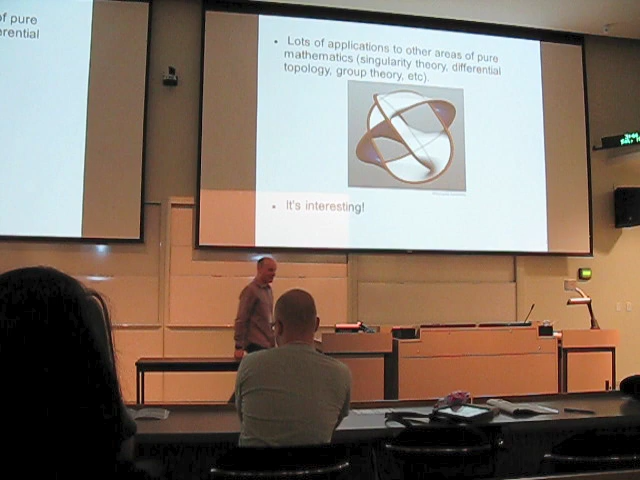 of pure
erential
• Lots of applications to other areas of pure
mathematics (singularity theory, differential
topology, group theory, etc).
• It's interesting!